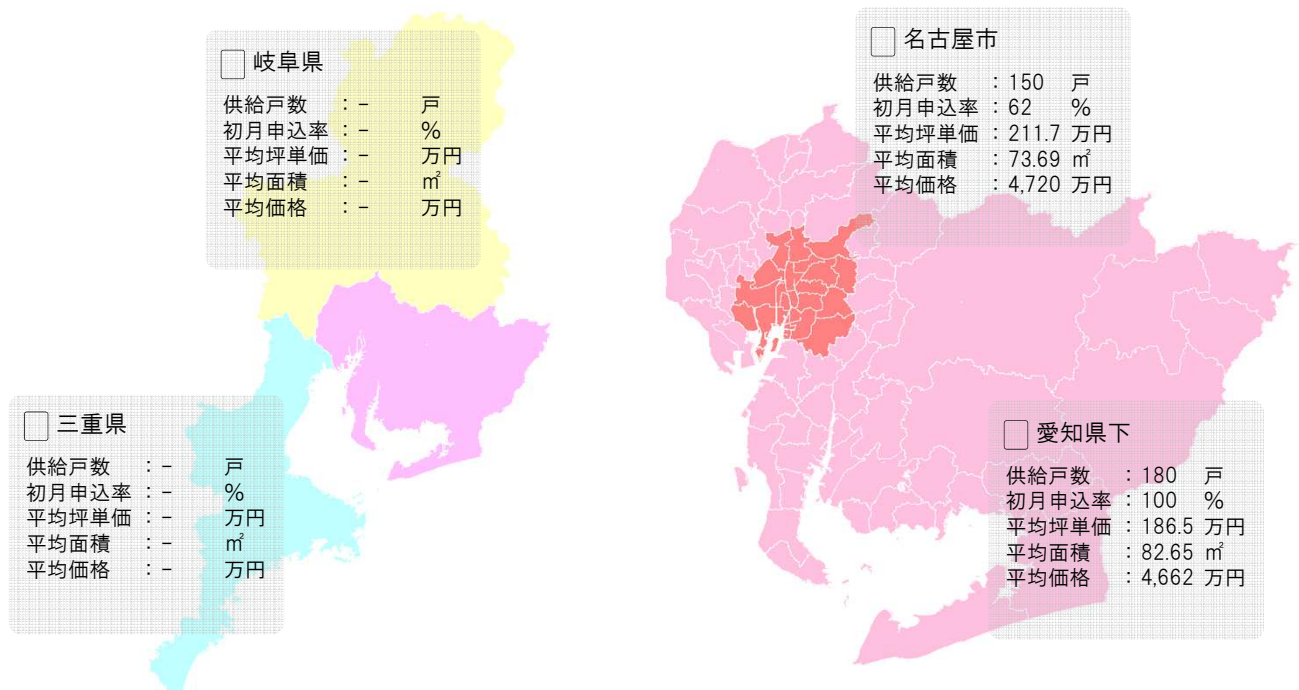 岐阜県
供給戸数 : - 戸
初月申込率 : - %
平均坪単価 : - 万円
平均面積 : - ㎡
平均価格 : - 万円
三重県
供給戸数 : - 戸
初月申込率 : - %
平均坪単価 : - 万円
平均面積 : - ㎡
平均価格 : - 万円
名古屋市
供給戸数 : 150 戸
初月申込率 : 62 %
平均坪単価 : 211.7 万円
平均面積 : 73.69 ㎡
平均価格 : 4,720 万円
愛知県下
供給戸数 : 180 戸
初月申込率 : 100 %
平均坪単価 : 186.5 万円
平均面積 : 82.65 ㎡
平均価格 : 4,662 万円